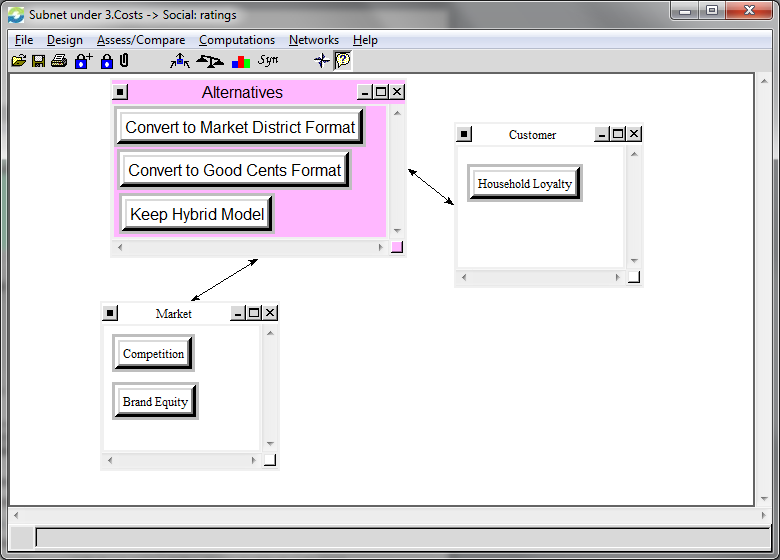 Subnet under 3.Costs -> Social: ratings
File Design Assess/Compare Computations Networks Help
Syn
Alternatives
Convert to Market District Format
Convert to Good Cents Format
Keep Hybrid Model
Customer
Household Loyalty
Market
Competition
Brand Equity